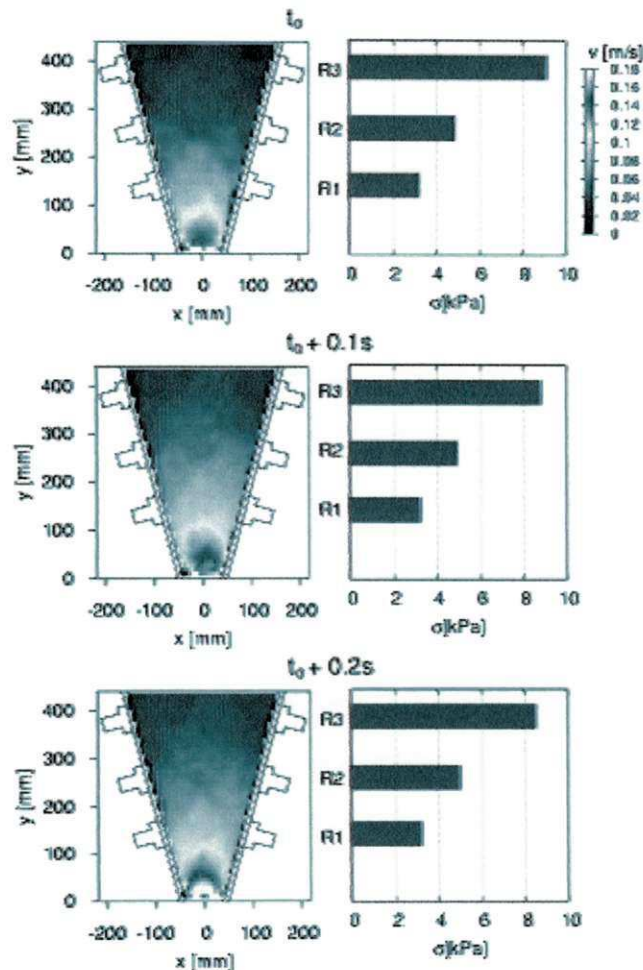 t₀
v [m/s]
0.18
0.16
0.14
0.12
0.1
0.08
0.06
0.04
0.02
0
y [mm]
400
300
200
100
0
-200 -100 0 100 200
x [mm]
R3
R2
R1
0 2 4 6 8 10
σ[kPa]
t₀ + 0.1s
y [mm]
400
300
200
100
0
-200 -100 0 100 200
x [mm]
R3
R2
R1
0 2 4 6 8 10
σ[kPa]
t₀ + 0.2s
y [mm]
400
300
200
100
0
-200 -100 0 100 200
x [mm]
R3
R2
R1
0 2 4 6 8 10
σ[kPa]